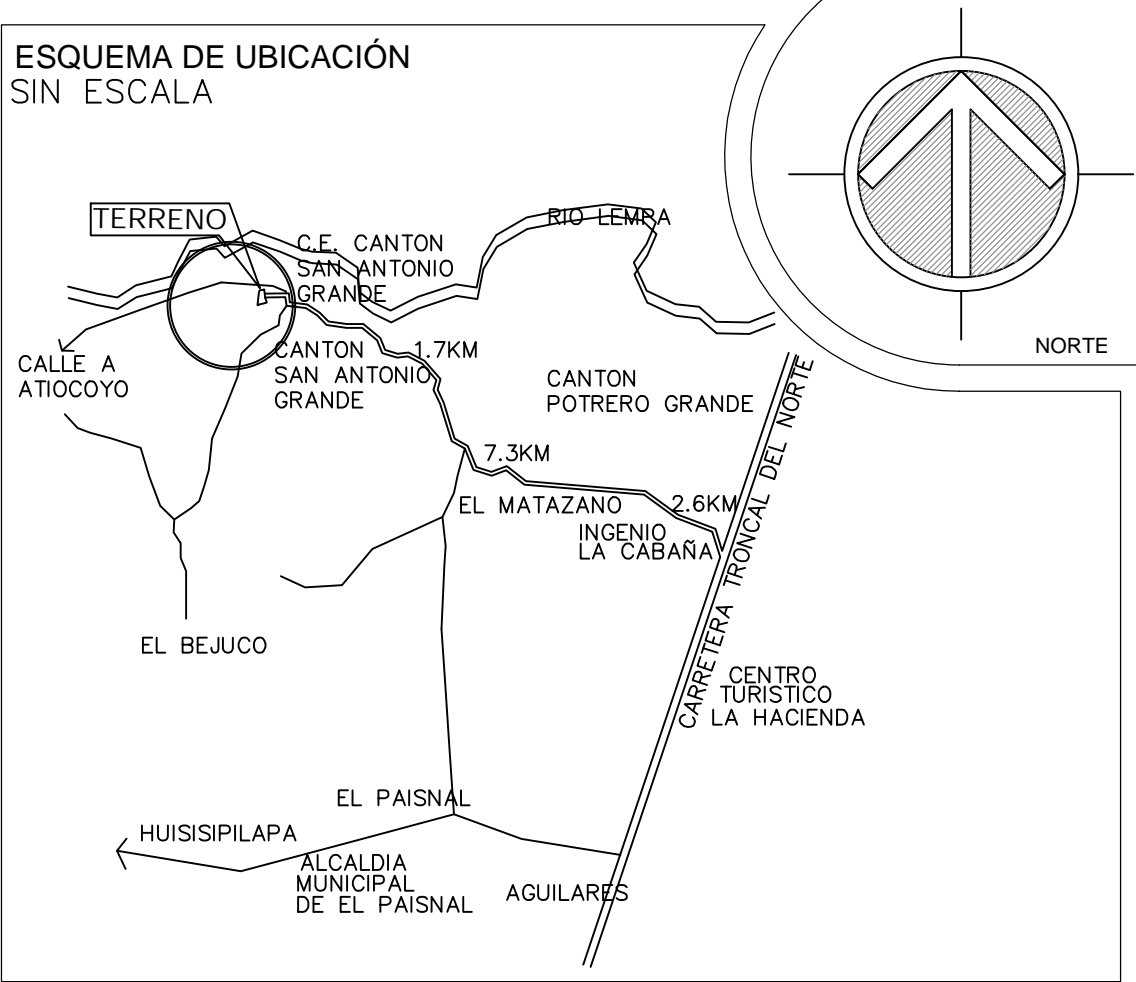 ESQUEMA DE UBICACIÓN
SIN ESCALA
NORTE
TERRENO
RIO LEMPA
C.E. CANTON
SAN ANTONIO
GRANDE
CALLE A
ATIOCOYO
CANTON
SAN ANTONIO
GRANDE
1.7KM
CANTON
POTRERO GRANDE
7.3KM
EL MATAZANO
2.6KM
INGENIO
LA CABAÑA
CARRETERA TRONCAL DEL NORTE
EL BEJUCO
CENTRO
TURISTICO
LA HACIENDA
EL PAISNAL
HUISISIPILAPA
ALCALDIA
MUNICIPAL
DE EL PAISNAL
AGUILARES